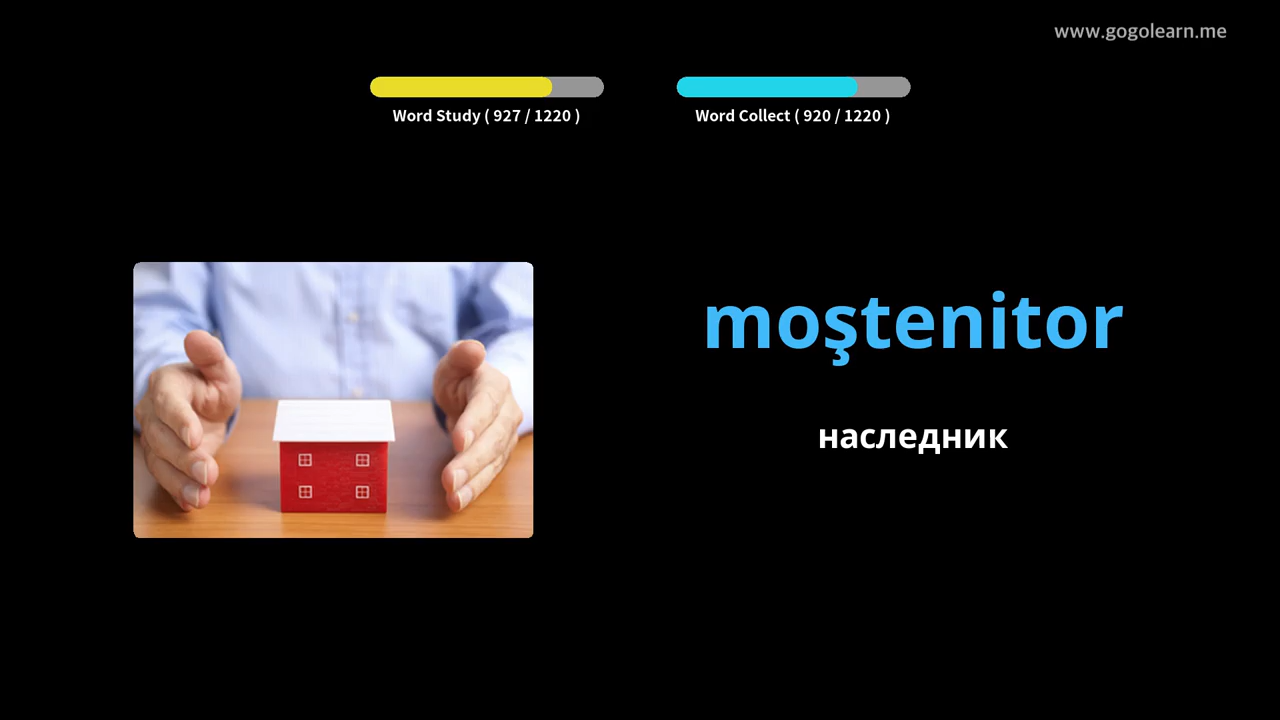 www.gogolearn.me
Word Study ( 927 / 1220 )
Word Collect ( 920 / 1220 )
moştenitor
наследник